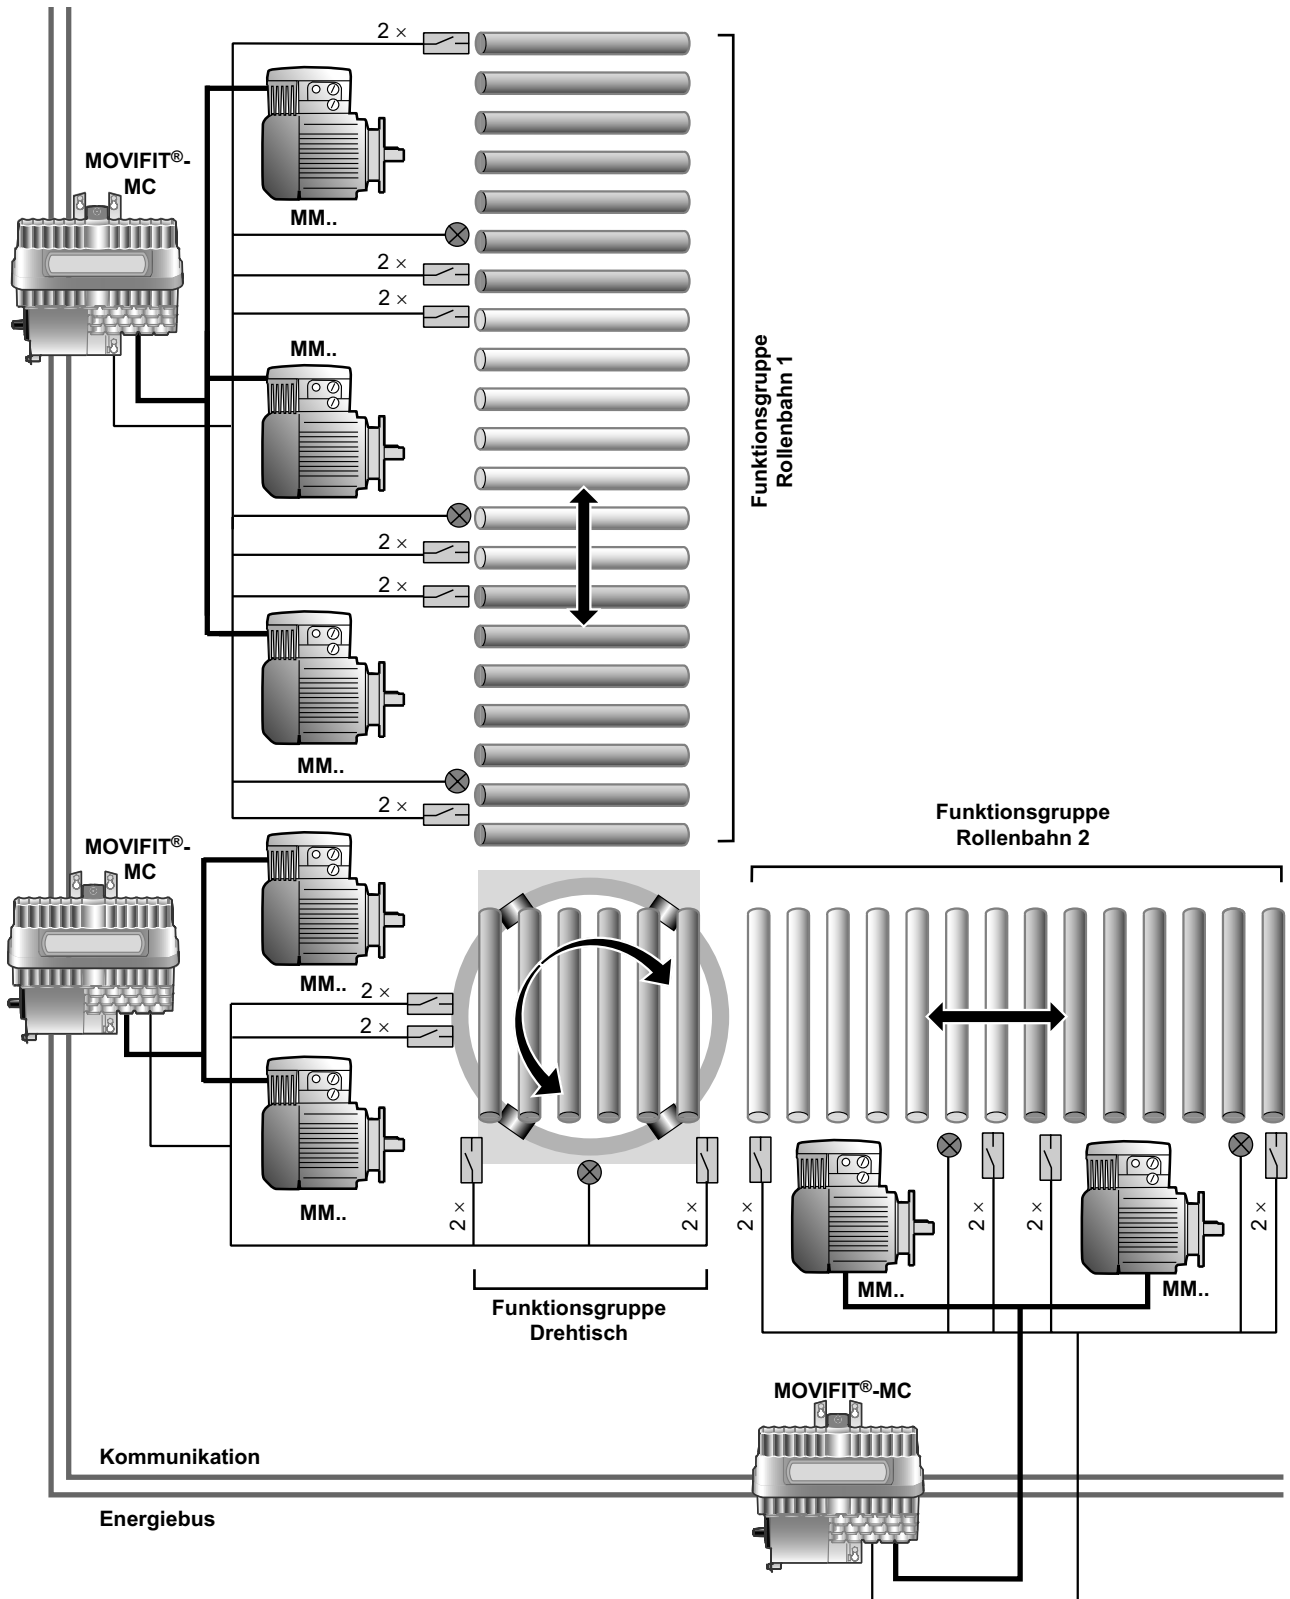 2 ×
MOVIFIT®-
MC
MM..
2 ×
2 ×
MM..
Funktionsgruppe
Rollenbahn 1
2 ×
2 ×
MM..
2 ×
Funktionsgruppe
Rollenbahn 2
MOVIFIT®-
MC
MM..
2 ×
2 ×
MM..
2 ×
2 ×
2 ×
2 ×
2 ×
2 ×
MM..
MM..
Funktionsgruppe
Drehtisch
MOVIFIT®-MC
Kommunikation
Energiebus